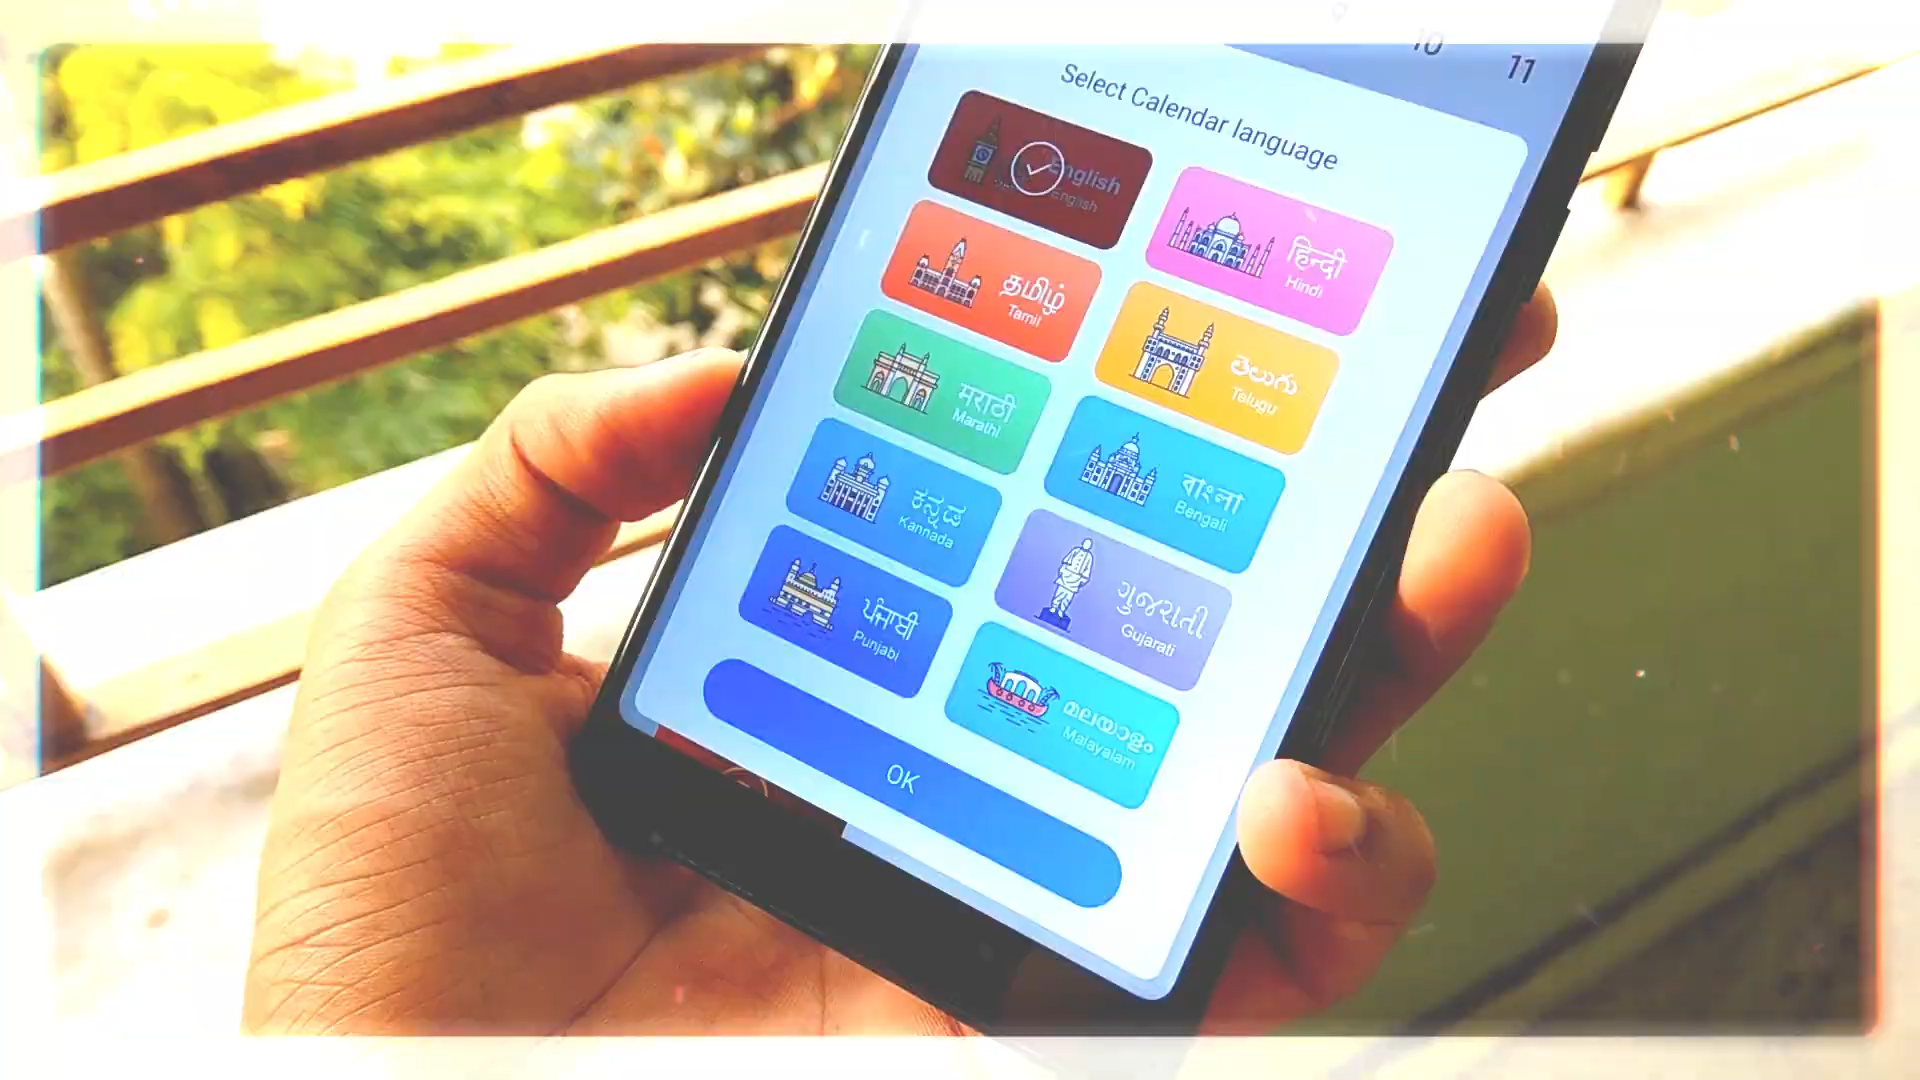 10
11
Select Calendar language
English
English
हिन्दी
Hindi
தமிழ்
Tamil
తెలుగు
Telugu
मराठी
Marathi
বাংলা
Bengali
ಕನ್ನಡ
Kannada
ગુજરાતી
Gujarati
ਪੰਜਾਬੀ
Punjabi
മലയാളം
Malayalam
OK